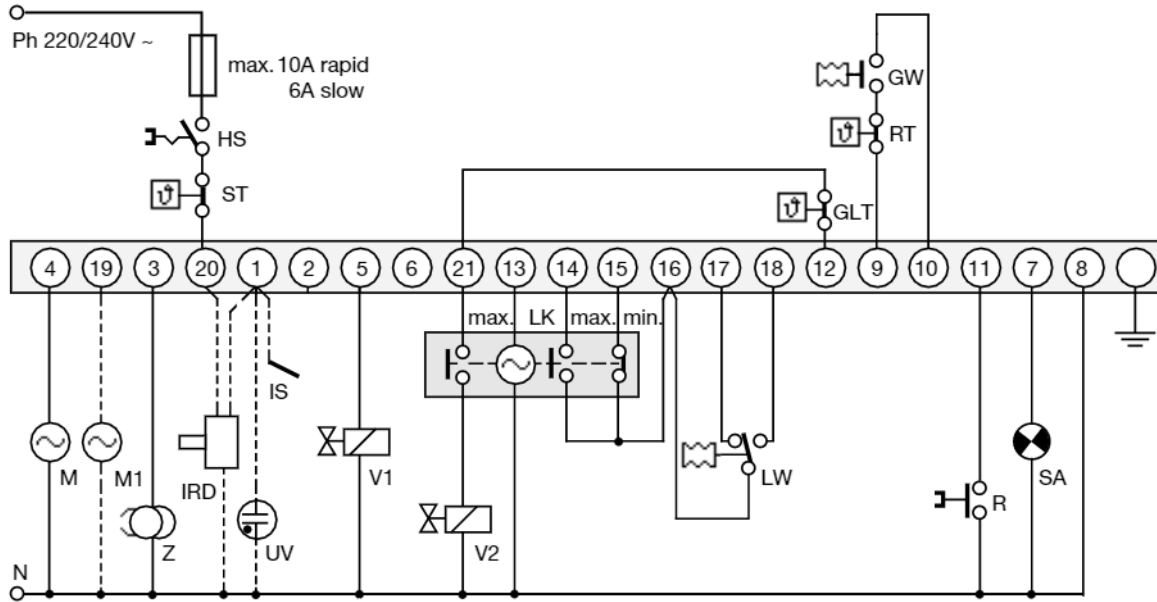 Ph 220/240V ~
max. 10A rapid
6A slow
HS
ϑ ST
GW
ϑ RT
ϑ GLT
4 19 3 20 1 2 5 6 21 13 14 15 16 17 18 12 9 10 11 7 8
max. LK max. min.
IS
M M1 IRD Z UV V1 V2 LW R SA
N